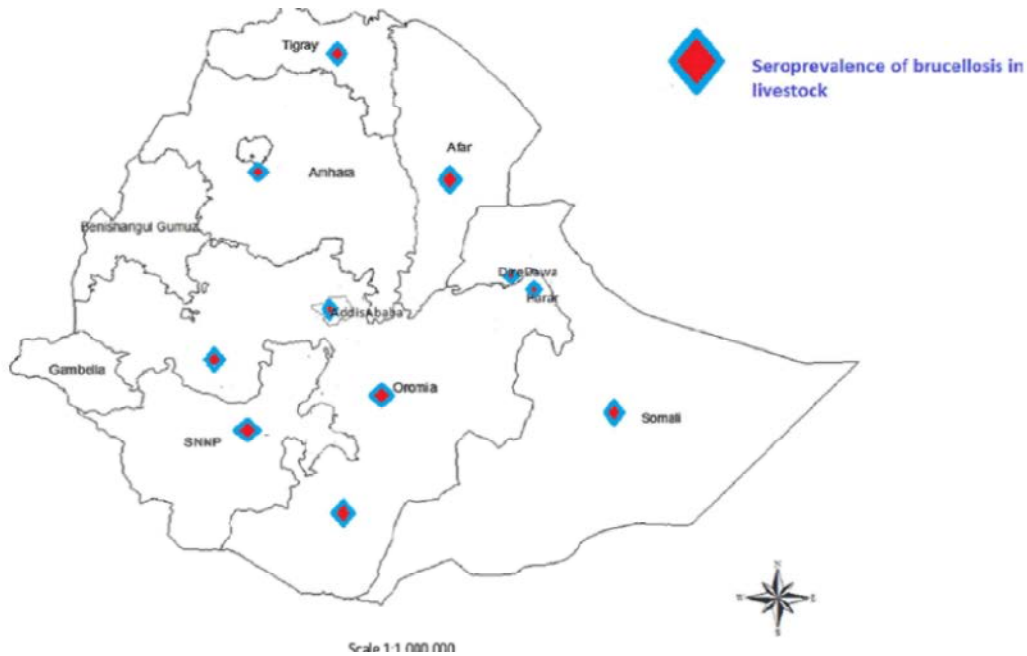 Tigray
Seroprevalence of brucellosis in
livestock
Afar
Amhara
Benishangul Gumuz
DireDawa
Harar
AddisAbaba
Gambella
Oromia
Somali
SNNP
N
W
E
S
Scale 1:1,000,000